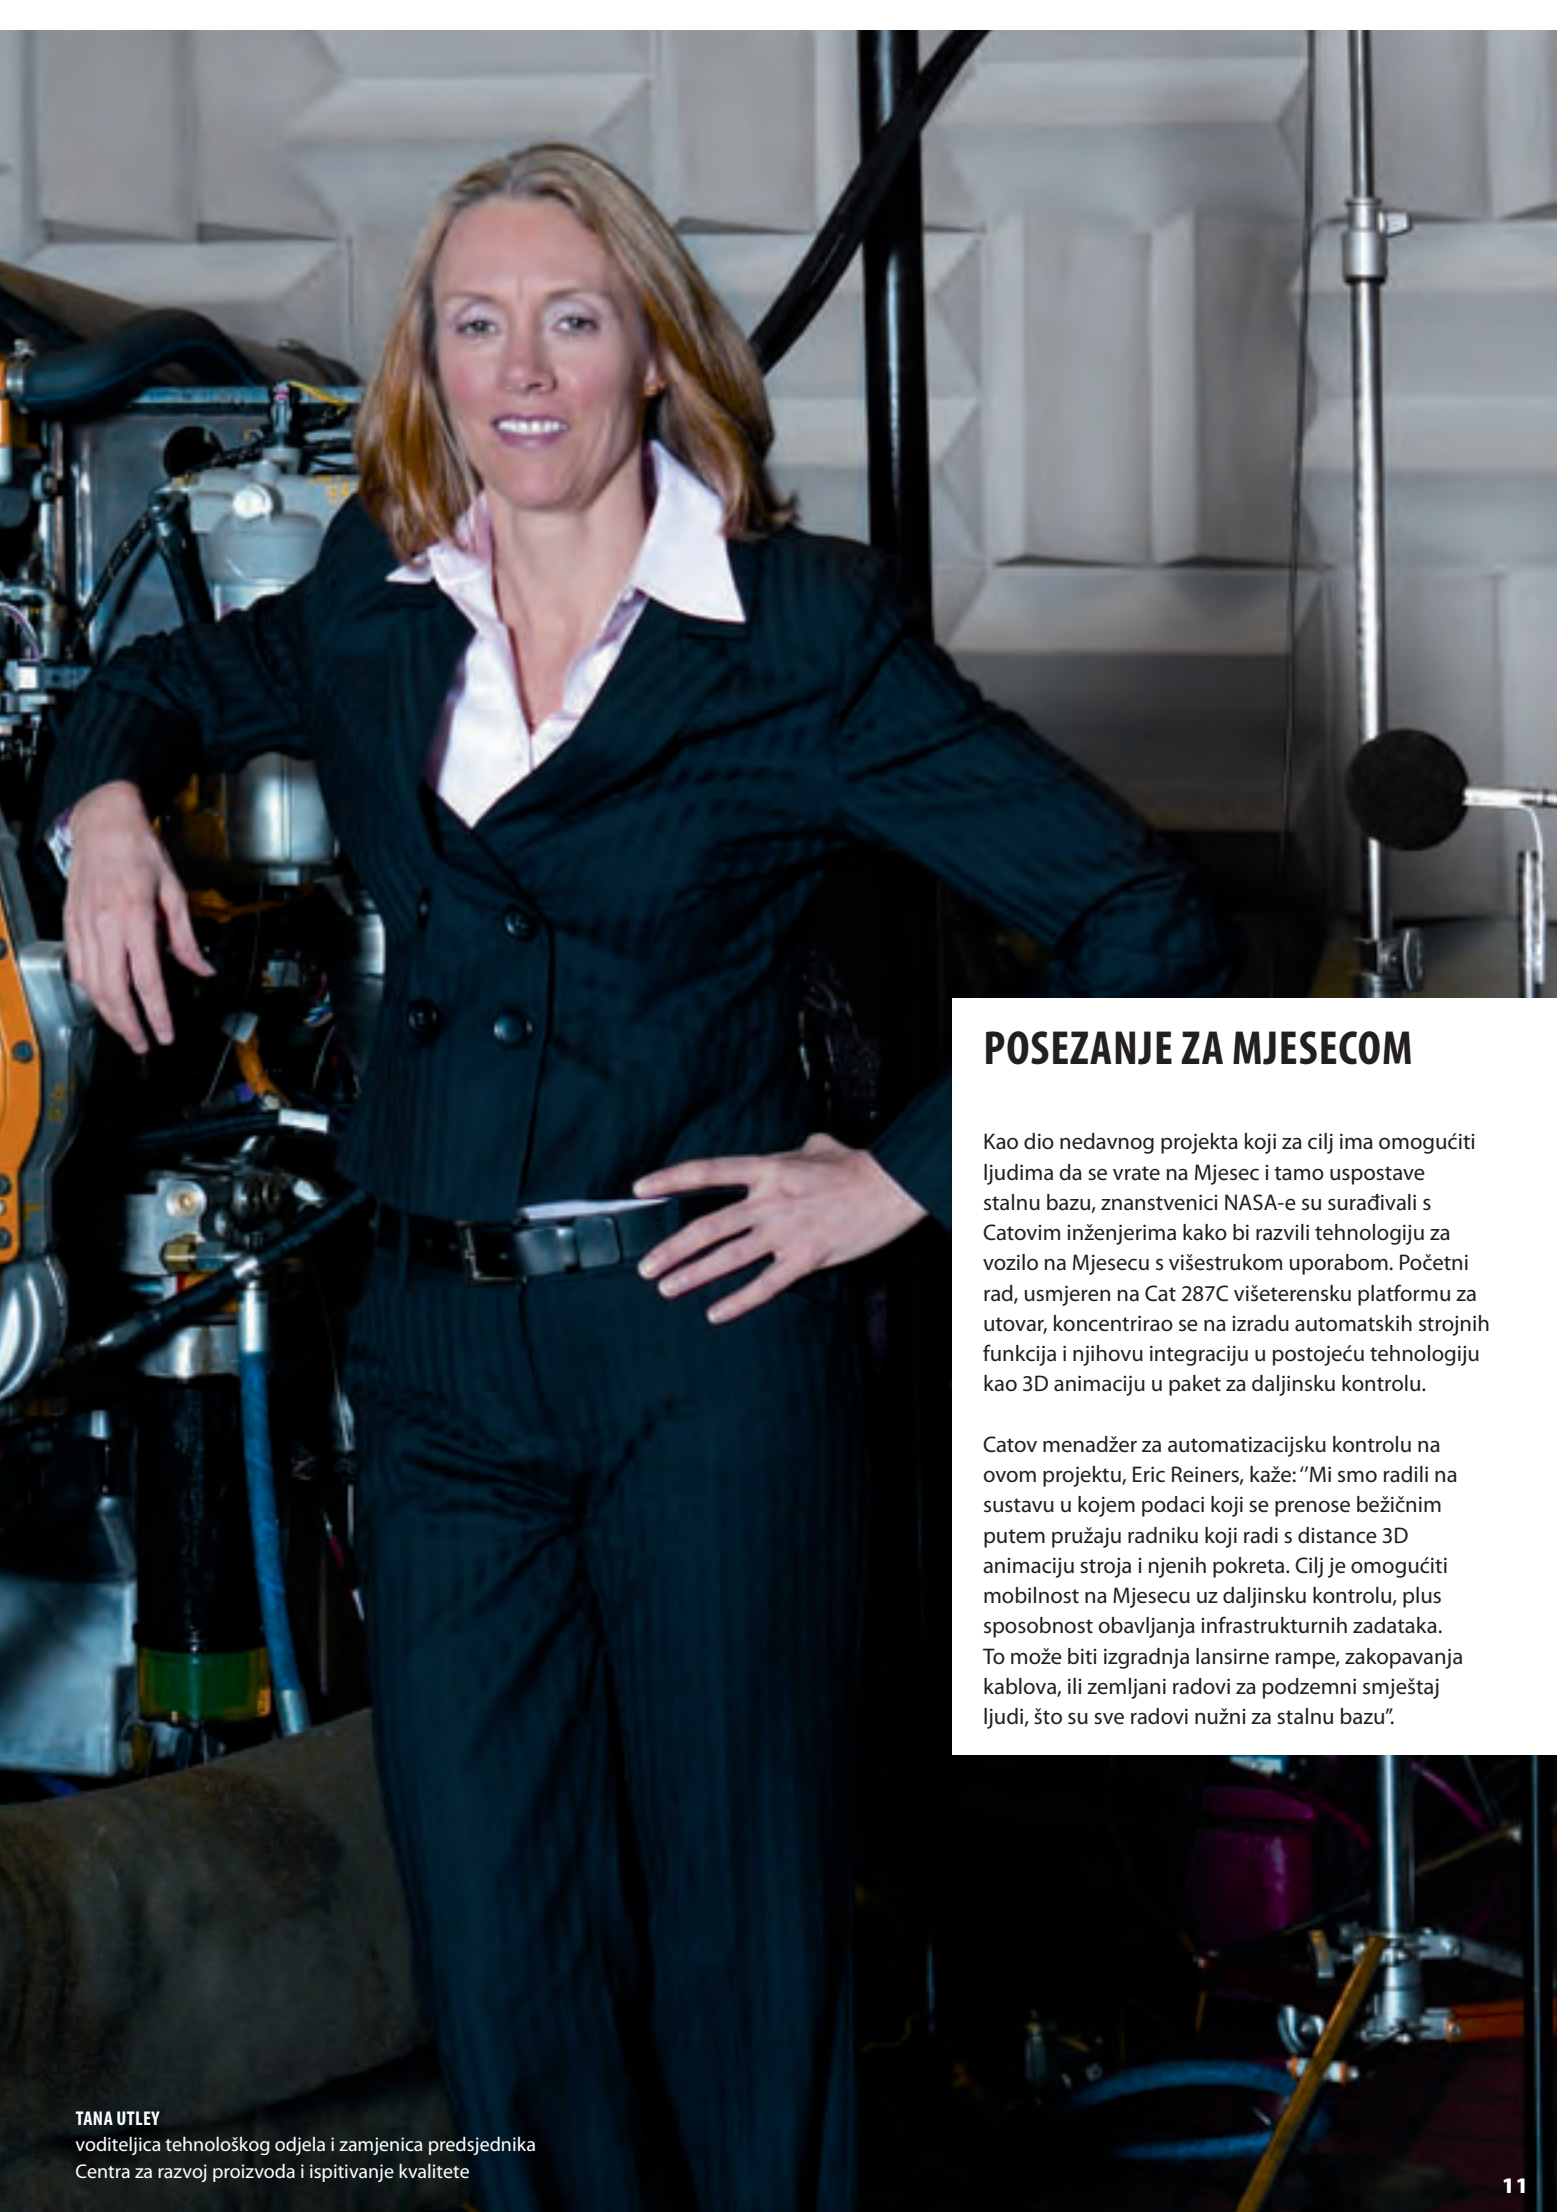 POSEZANJE ZA MJESECOM
Kao dio nedavnog projekta koji za cilj ima omogućiti
ljudima da se vrate na Mjesec i tamo uspostave
stalnu bazu, znanstvenici NASA-e su surađivali s
Catovim inženjerima kako bi razvili tehnologiju za
vozilo na Mjesecu s višestrukom uporabom. Početni
rad, usmjeren na Cat 287C višeterensku platformu za
utovar, koncentrirao se na izradu automatskih strojnih
funkcija i njihovu integraciju u postojeću tehnologiju
kao 3D animaciju u paket za daljinsku kontrolu.
Catov menadžer za automatizacijsku kontrolu na
ovom projektu, Eric Reiners, kaže: “Mi smo radili na
sustavu u kojem podaci koji se prenose bežičnim
putem pružaju radniku koji radi s distance 3D
animaciju stroja i njenih pokreta. Cilj je omogućiti
mobilnost na Mjesecu uz daljinsku kontrolu, plus
sposobnost obavljanja infrastrukturnih zadataka.
To može biti izgradnja lansirne rampe, zakopavanja
kablova, ili zemljani radovi za podzemni smještaj
ljudi, što su sve radovi nužni za stalnu bazu”.
TANA UTLEY
voditeljica tehnološkog odjela i zamjenica predsjednika
Centra za razvoj proizvoda i ispitivanje kvalitete
11